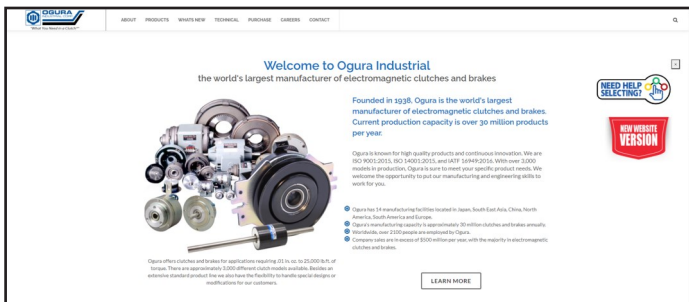 OGURA
INDUSTRIAL CORP.
"When You Need to a Clutch!"
ABOUT PRODUCTS WHATS NEW TECHNICAL PURCHASE CAREERS CONTACT
Welcome to Ogura Industrial
the world's largest manufacturer of electromagnetic clutches and brakes
NEED HELP
SELECTING?
NEW WEBSITE
VERSION
Founded in 1938, Ogura is the world's largest
manufacturer of electromagnetic clutches and brakes.
Current production capacity is over 30 million products
per year.
Ogura is known for high quality products and continuous innovation. We are
ISO 9001:2015, ISO 14001:2015, and IATF 16949:2016. With over 3,000
models in production, Ogura is sure to meet your specific product needs. We
welcome the opportunity to put our manufacturing and engineering skills to
work for you.
Ogura has 14 manufacturing facilities located in Japan, South East Asia, China, North
America, South America and Europe.
Ogura's manufacturing capacity is approximately 30 million clutches and brakes annually.
Worldwide, over 2100 people are employed by Ogura.
Company sales are in excess of $500 million per year, with the majority in electromagnetic
clutches and brakes.
Ogura offers clutches and brakes for applications requiring .01 in. oz. to 25,000 lb.ft. of
torque. There are approximately 3,000 different clutch models available. Besides an
extensive standard product line we also have the flexibility to handle special designs or
modifications for our customers.
LEARN MORE